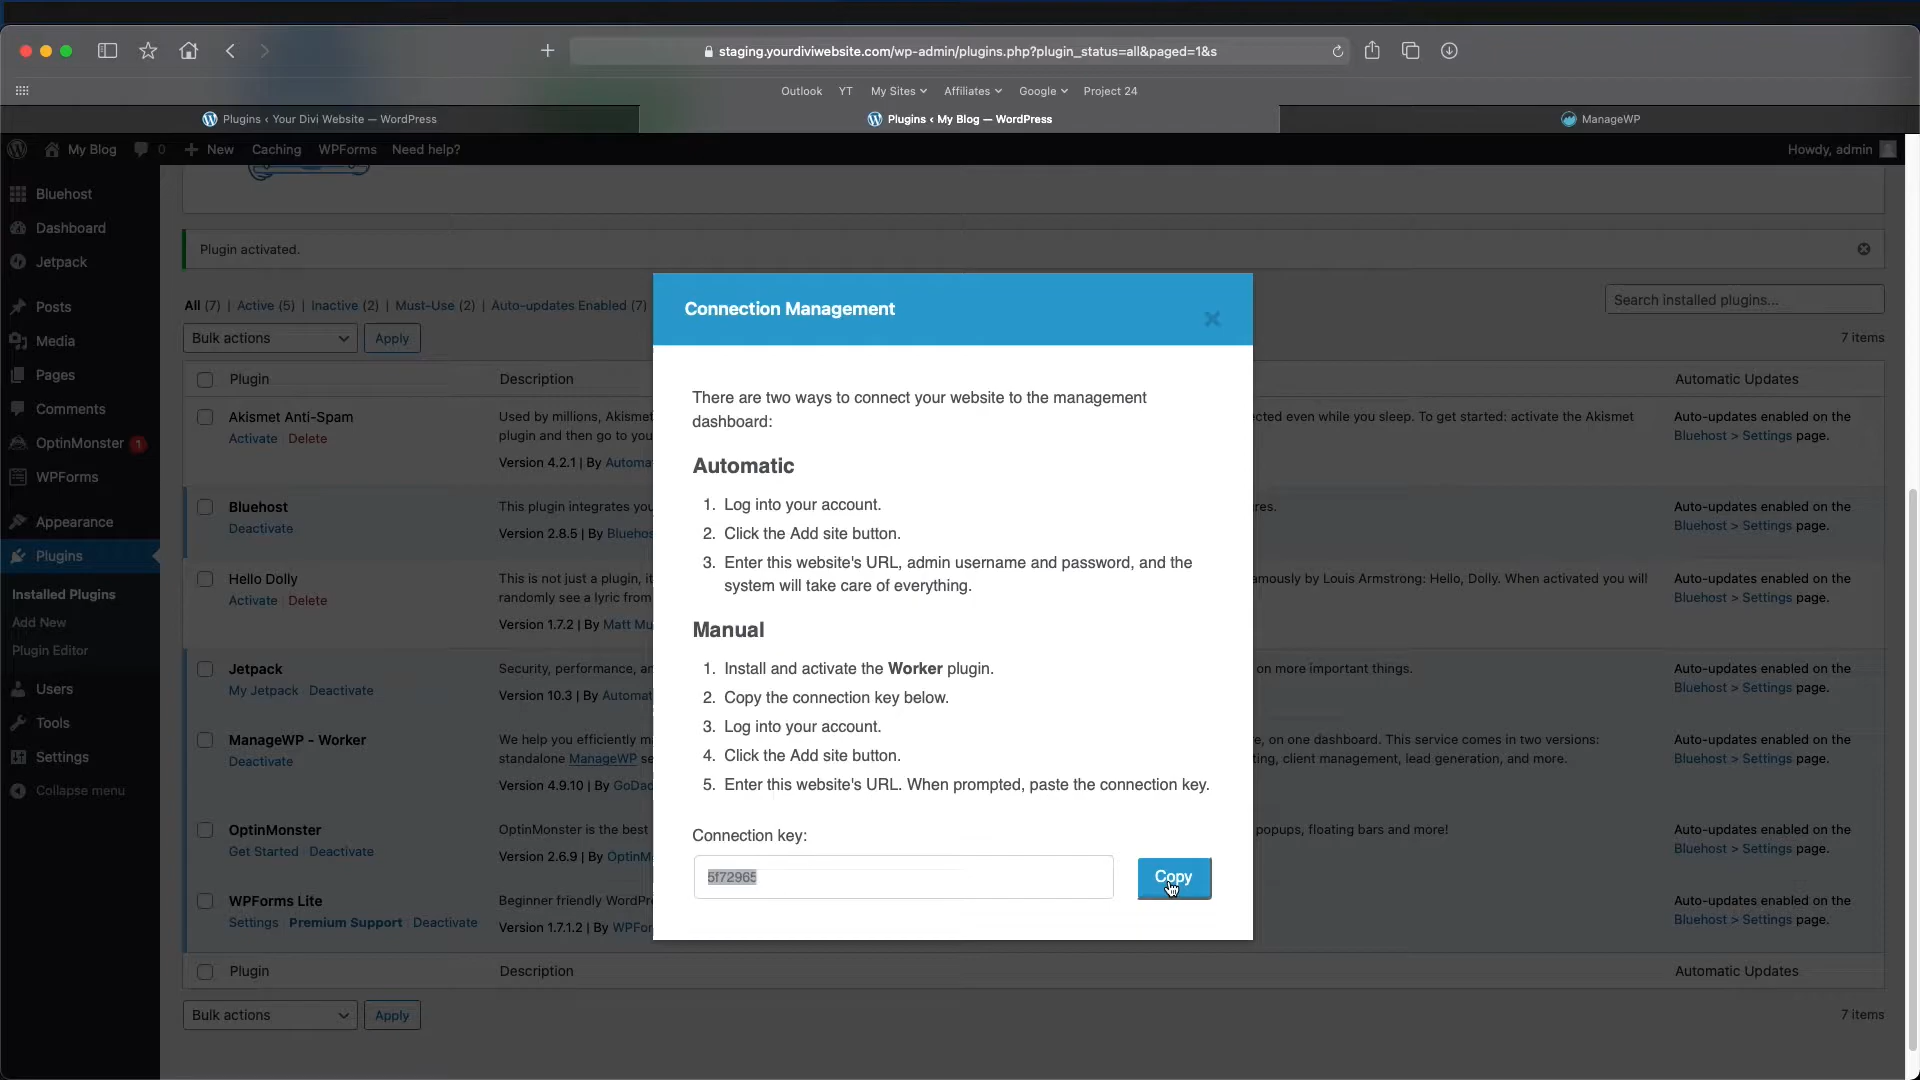 staging.yourdiviwebsite.com/wp-admin/plugins.php?plugin_status=all&paged=1&s
Outlook YT My Sites Affiliates Google Project 24
Plugins ‹ Your Divi Website — WordPress
Plugins ‹ My Blog — WordPress
ManageWP
My Blog 0 New Caching WPForms Need help?
Howdy, admin
Bluehost
Dashboard
Jetpack
Posts
Media
Pages
Comments
OptinMonster 1
WPForms
Appearance
Plugins
Installed Plugins
Add New
Plugin Editor
Users
Tools
Settings
Collapse menu
Plugin activated.
All (7) | Active (5) | Inactive (2) | Must-Use (2) | Auto-updates Enabled (7)
Search installed plugins...
Bulk actions Apply
7 items
Plugin Description Automatic Updates
Akismet Anti-Spam
Activate Delete
Used by millions, Akismet
plugin and then go to you
cted even while you sleep. To get started: activate the Akismet
Version 4.2.1 | By Automa
Auto-updates enabled on the
Bluehost > Settings page.
Bluehost
Deactivate
This plugin integrates you
res.
Version 2.8.5 | By Blueho
Auto-updates enabled on the
Bluehost > Settings page.
Hello Dolly
Activate Delete
This is not just a plugin, it
randomly see a lyric from
amously by Louis Armstrong: Hello, Dolly. When activated you will
Version 1.7.2 | By Matt Mu
Auto-updates enabled on the
Bluehost > Settings page.
Jetpack
My Jetpack Deactivate
Security, performance, an
on more important things.
Version 10.3 | By Automat
Auto-updates enabled on the
Bluehost > Settings page.
ManageWP - Worker
Deactivate
We help you efficiently m
standalone ManageWP se
e, on one dashboard. This service comes in two versions:
ting, client management, lead generation, and more.
Version 4.9.10 | By GoDad
Auto-updates enabled on the
Bluehost > Settings page.
OptinMonster
Get Started Deactivate
OptinMonster is the best
popups, floating bars and more!
Version 2.6.9 | By OptinM
Auto-updates enabled on the
Bluehost > Settings page.
WPForms Lite
Settings Premium Support Deactivate
Beginner friendly WordPr
Version 1.7.1.2 | By WPFor
Auto-updates enabled on the
Bluehost > Settings page.
Plugin Description Automatic Updates
Bulk actions Apply
7 items
Connection Management
There are two ways to connect your website to the management
dashboard:
Automatic
1. Log into your account.
2. Click the Add site button.
3. Enter this website's URL, admin username and password, and the
system will take care of everything.
Manual
1. Install and activate the Worker plugin.
2. Copy the connection key below.
3. Log into your account.
4. Click the Add site button.
5. Enter this website's URL. When prompted, paste the connection key.
Connection key:
5f72965
Copy